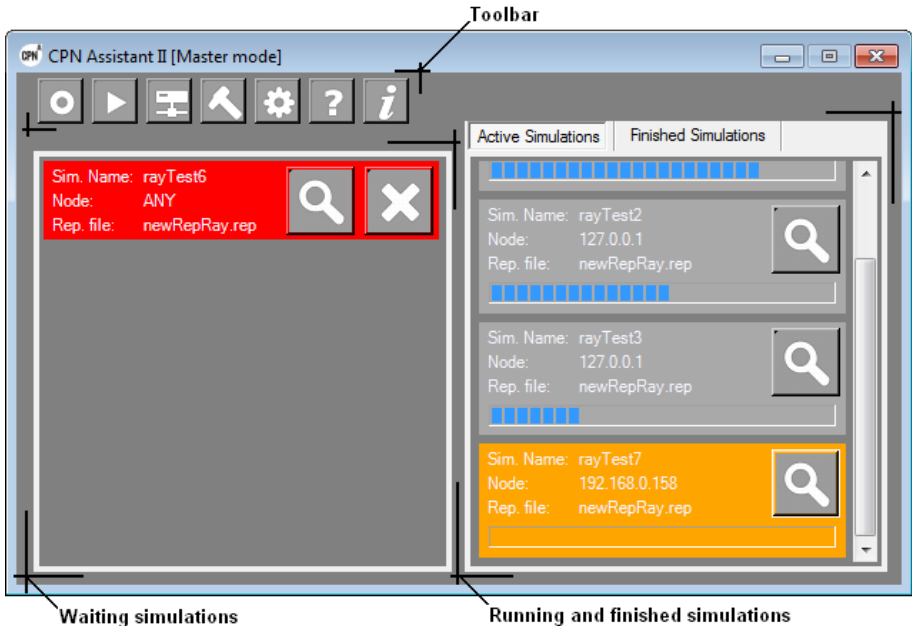 Toolbar
CPN CPN Assistant II [Master mode]
? i
Active Simulations Finished Simulations
Sim. Name: rayTest6
Node: ANY
Rep. file: newRepRay.rep
Sim. Name: rayTest2
Node: 127.0.0.1
Rep. file: newRepRay.rep
Sim. Name: rayTest3
Node: 127.0.0.1
Rep. file: newRepRay.rep
Sim. Name: rayTest7
Node: 192.168.0.158
Rep. file: newRepRay.rep
Waiting simulations
Running and finished simulations